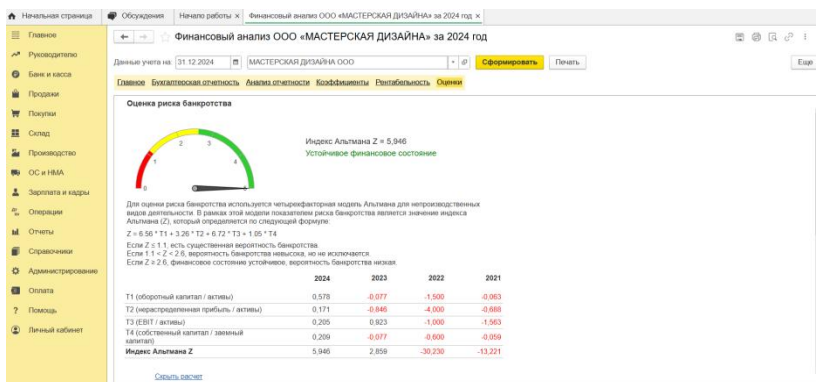 Начальная страница
Обсуждения
Начало работы ×
Финансовый анализ ООО «МАСТЕРСКАЯ ДИЗАЙНА» за 2024 год ×
Главное
Руководителю
Банк и касса
Продажи
Покупки
Склад
Производство
ОС и НМА
Зарплата и кадры
Операции
Отчеты
Справочники
Администрирование
Оплата
Помощь
Личный кабинет
Финансовый анализ ООО «МАСТЕРСКАЯ ДИЗАЙНА» за 2024 год
Данные учета на: 31.12.2024 МАСТЕРСКАЯ ДИЗАЙНА ООО Сформировать Печать Еще
Главное Бухгалтерская отчетность Анализ отчетности Коэффициенты Рентабельность Оценки
Оценка риска банкротства
0 1 2 3 4 5
Индекс Альтмана Z = 5,946
Устойчивое финансовое состояние
Для оценки риска банкротства используется четырехфакторная модель Альтмана для непроизводственных
видов деятельности. В рамках этой модели показателем риска банкротства является значение индекса
Альтмана (Z), который определяется по следующей формуле:
Z = 6.56 * T1 + 3.26 * T2 + 6.72 * T3 + 1.05 * T4
Если Z ≤ 1.1, есть существенная вероятность банкротства.
Если 1.1 < Z < 2.6, вероятность банкротства невысока, но не исключается.
Если Z ≥ 2.6, финансовое состояние устойчивое, вероятность банкротства низкая.
2024 2023 2022 2021
T1 (оборотный капитал / активы) 0,578 -0,077 -1,500 -0,063
T2 (нераспределенная прибыль / активы) 0,171 -0,846 -4,000 -0,688
T3 (EBIT / активы) 0,205 0,923 -1,000 -1,563
T4 (собственный капитал / заемный
капитал) 0,209 -0,077 -0,600 -0,059
Индекс Альтмана Z 5,946 2,859 -30,230 -13,221
Скрыть расчет